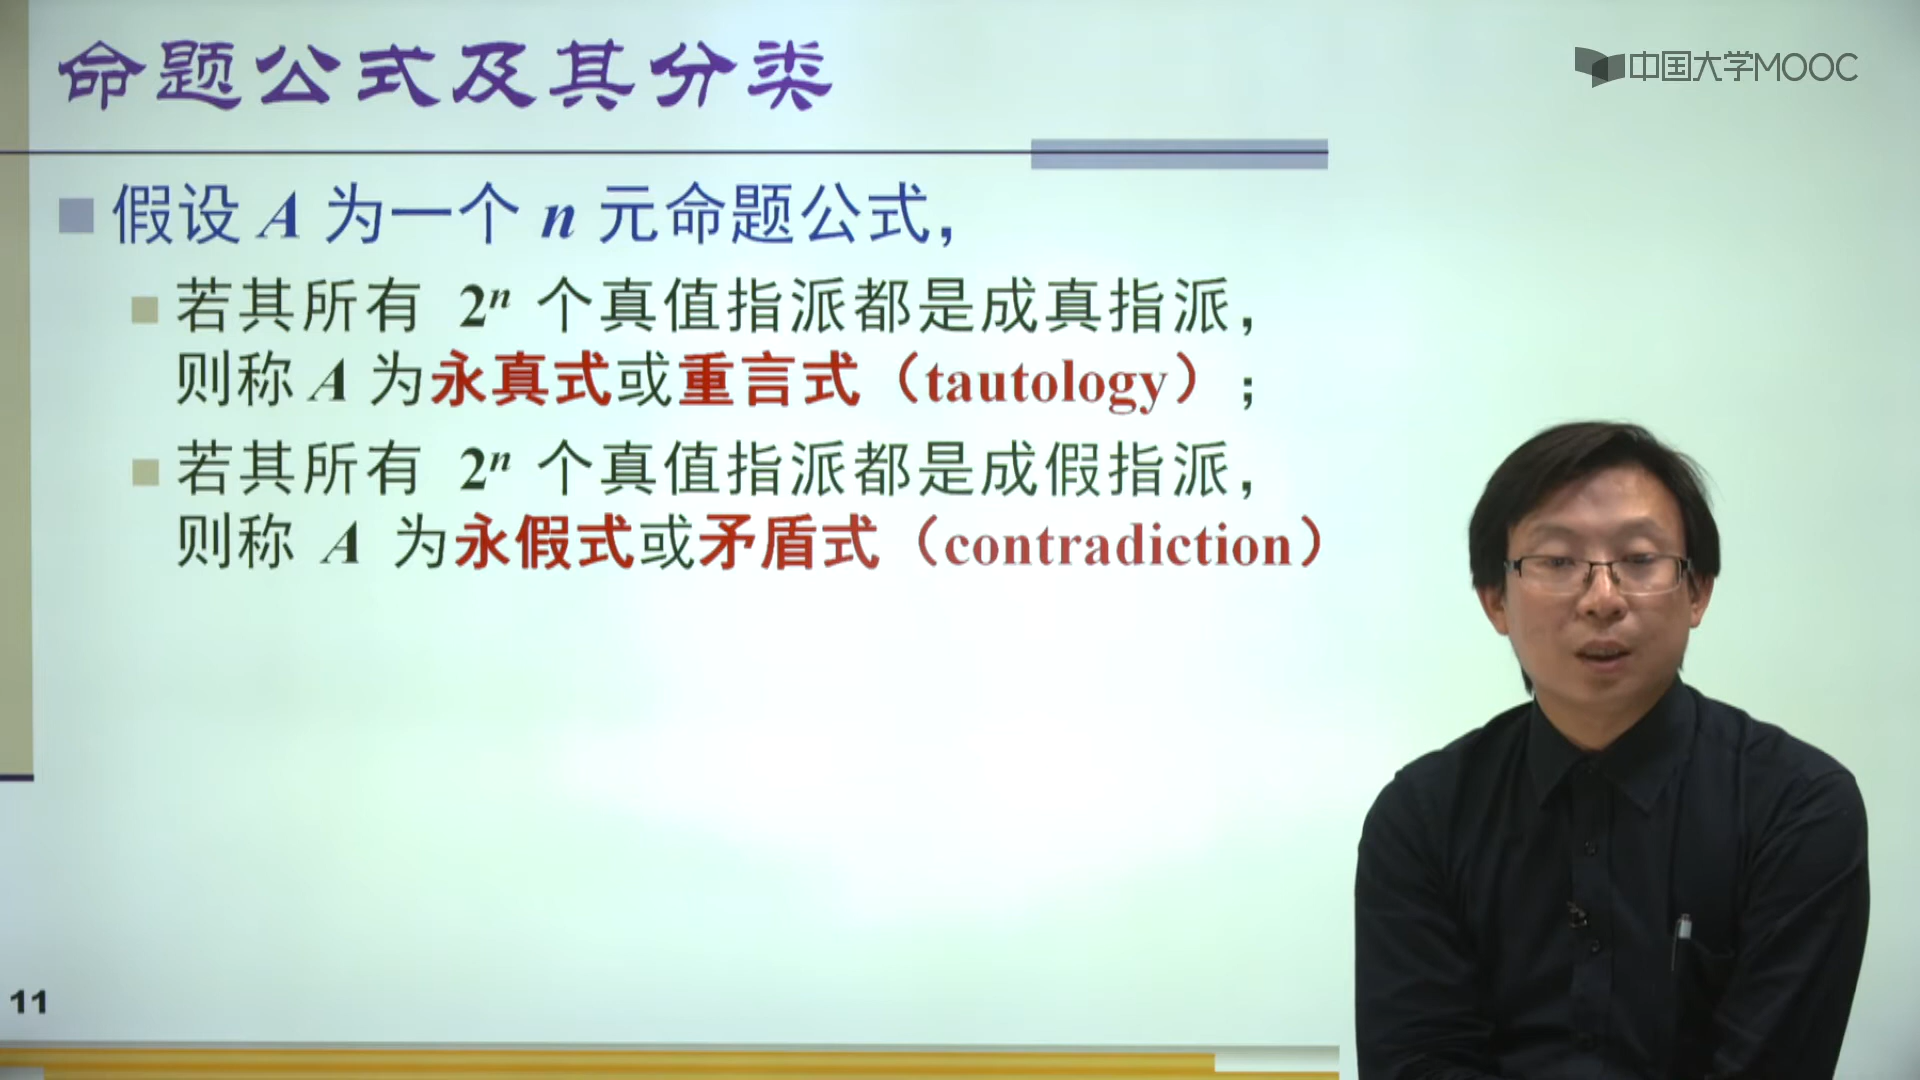 命题公式及其分类
中国大学MOOC
假设 A 为一个 n 元命题公式，
若其所有 2ⁿ 个真值指派都是成真指派，
则称 A 为永真式或重言式（tautology）；
若其所有 2ⁿ 个真值指派都是成假指派，
则称 A 为永假式或矛盾式（contradiction）
11